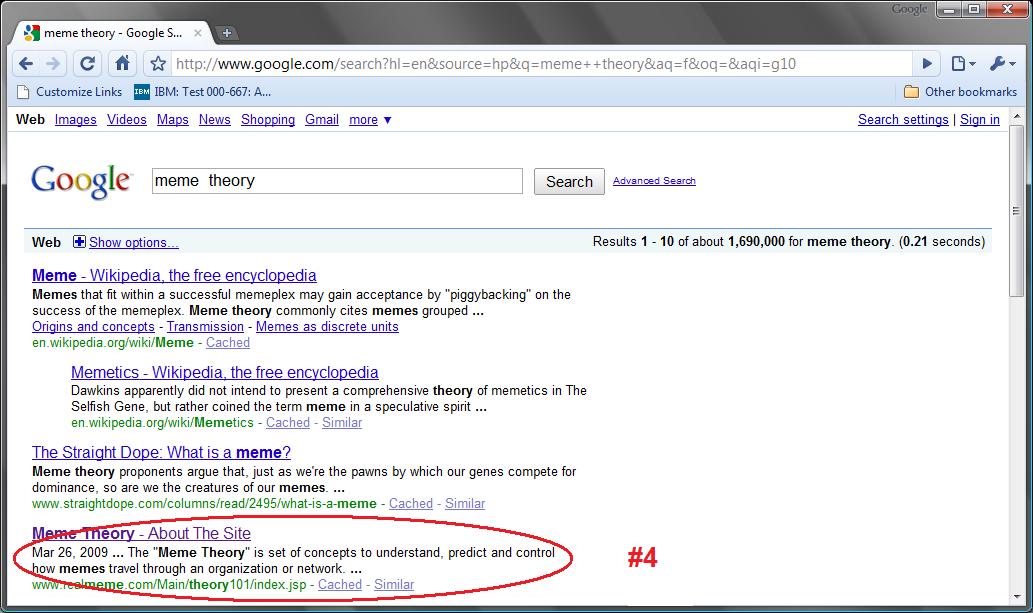 Google
meme theory - Google S...
http://www.google.com/search?hl=en&source=hp&q=meme++theory&aq=f&oq=&aqi=g10
Customize Links IBM IBM: Test 000-667: A... Other bookmarks
Web Images Videos Maps News Shopping Gmail more ▼ Search settings | Sign in
Google meme  theory Search Advanced Search
Web Show options... Results 1 - 10 of about 1,690,000 for meme theory. (0.21 seconds)
Meme - Wikipedia, the free encyclopedia
Memes that fit within a successful memeplex may gain acceptance by "piggybacking" on the
success of the memeplex. Meme theory commonly cites memes grouped ...
Origins and concepts - Transmission - Memes as discrete units
en.wikipedia.org/wiki/Meme - Cached
Memetics - Wikipedia, the free encyclopedia
Dawkins apparently did not intend to present a comprehensive theory of memetics in The
Selfish Gene, but rather coined the term meme in a speculative spirit ...
en.wikipedia.org/wiki/Memetics - Cached - Similar
The Straight Dope: What is a meme?
Meme theory proponents argue that, just as we're the pawns by which our genes compete for
dominance, so are we the creatures of our memes. ...
www.straightdope.com/columns/read/2495/what-is-a-meme - Cached - Similar
Meme Theory - About The Site
Mar 26, 2009 ... The "Meme Theory" is set of concepts to understand, predict and control
how memes travel through an organization or network. ...
www.realmeme.com/Main/theory101/index.jsp - Cached - Similar
#4